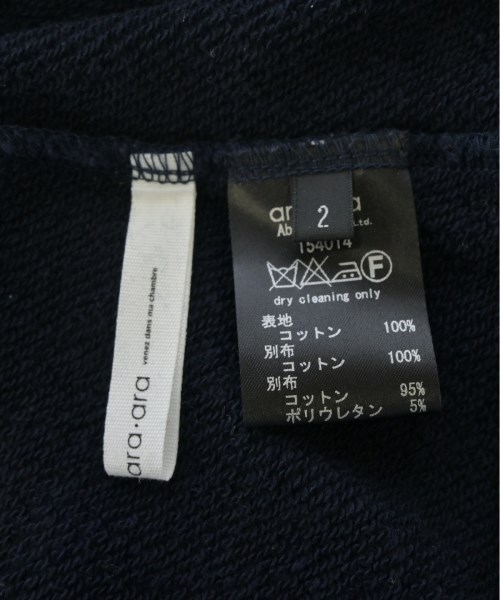 ara・ara
venez dans ma chambre
2
154014
F
dry cleaning only
表地
コットン 100%
別布
コットン 100%
別布
コットン 95%
ポリウレタン 5%